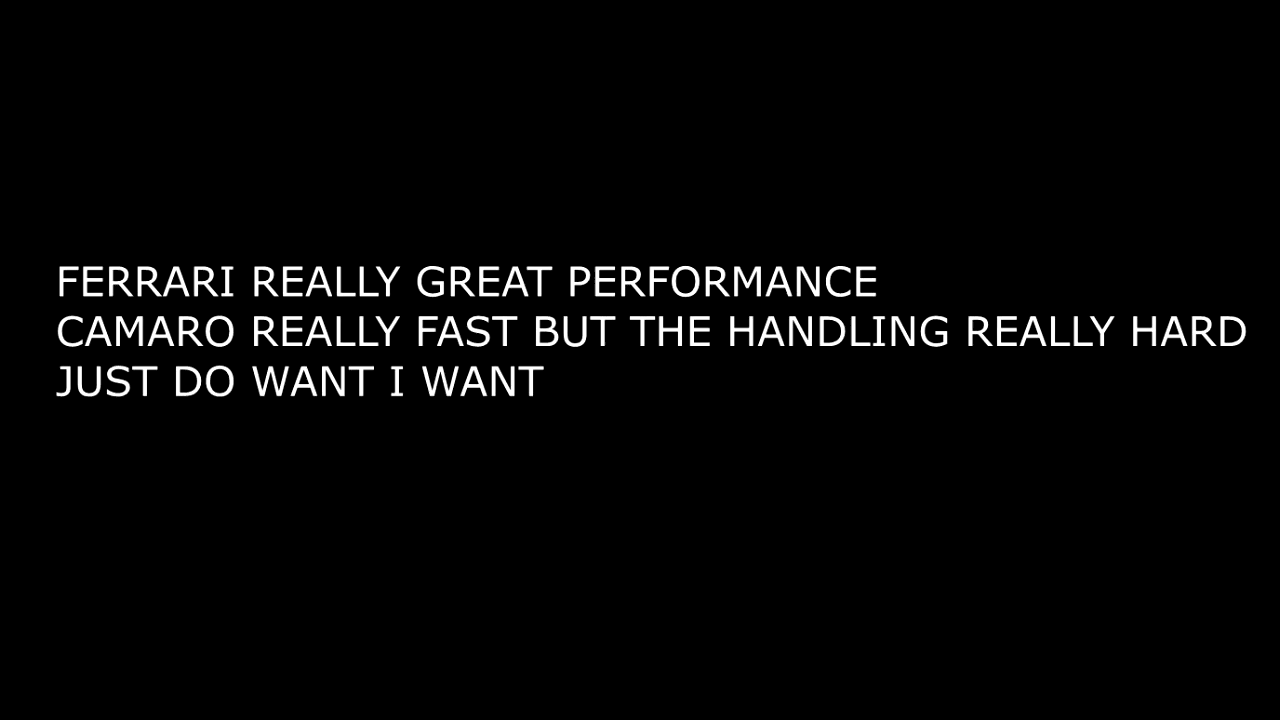 FERRARI REALLY GREAT PERFORMANCE
CAMARO REALLY FAST BUT THE HANDLING REALLY HARD
JUST DO WANT I WANT